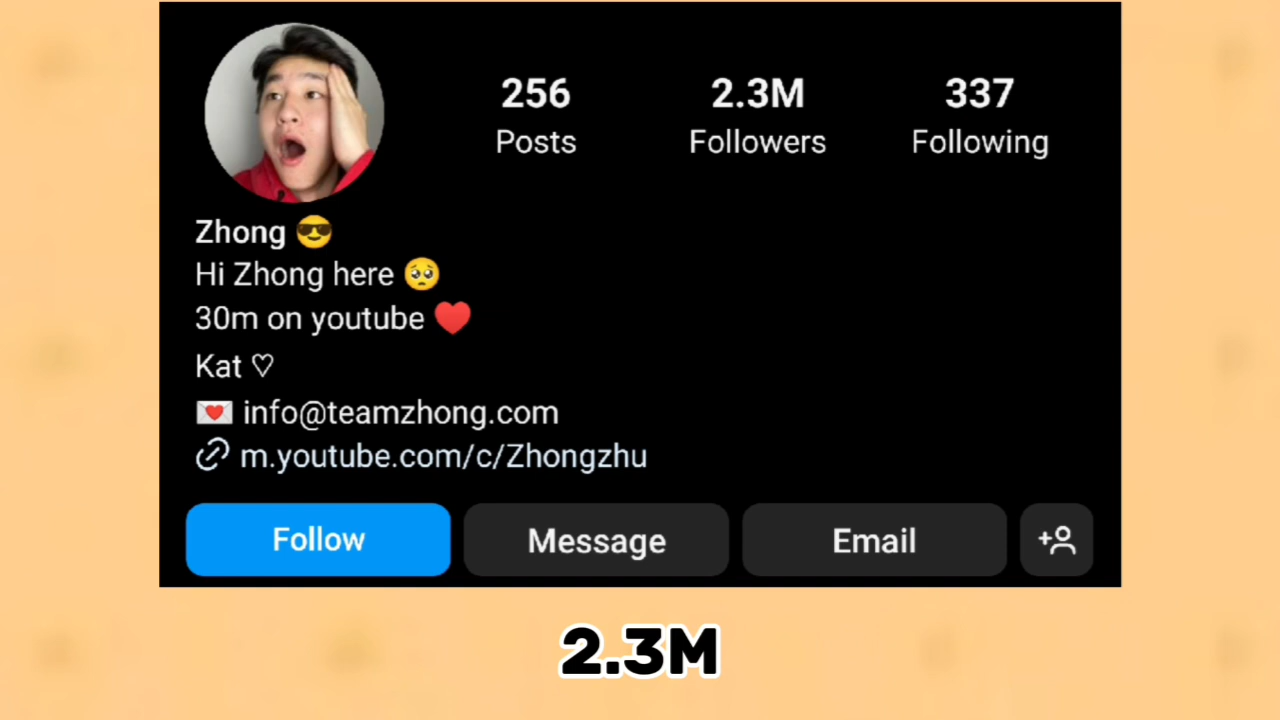 256 2.3M 337
Posts Followers Following
Zhong 😎
Hi Zhong here 🥺
30m on youtube ♥️
Kat ♡
💌 info@teamzhong.com
🔗 m.youtube.com/c/Zhongzhu
Follow Message Email
2.3M